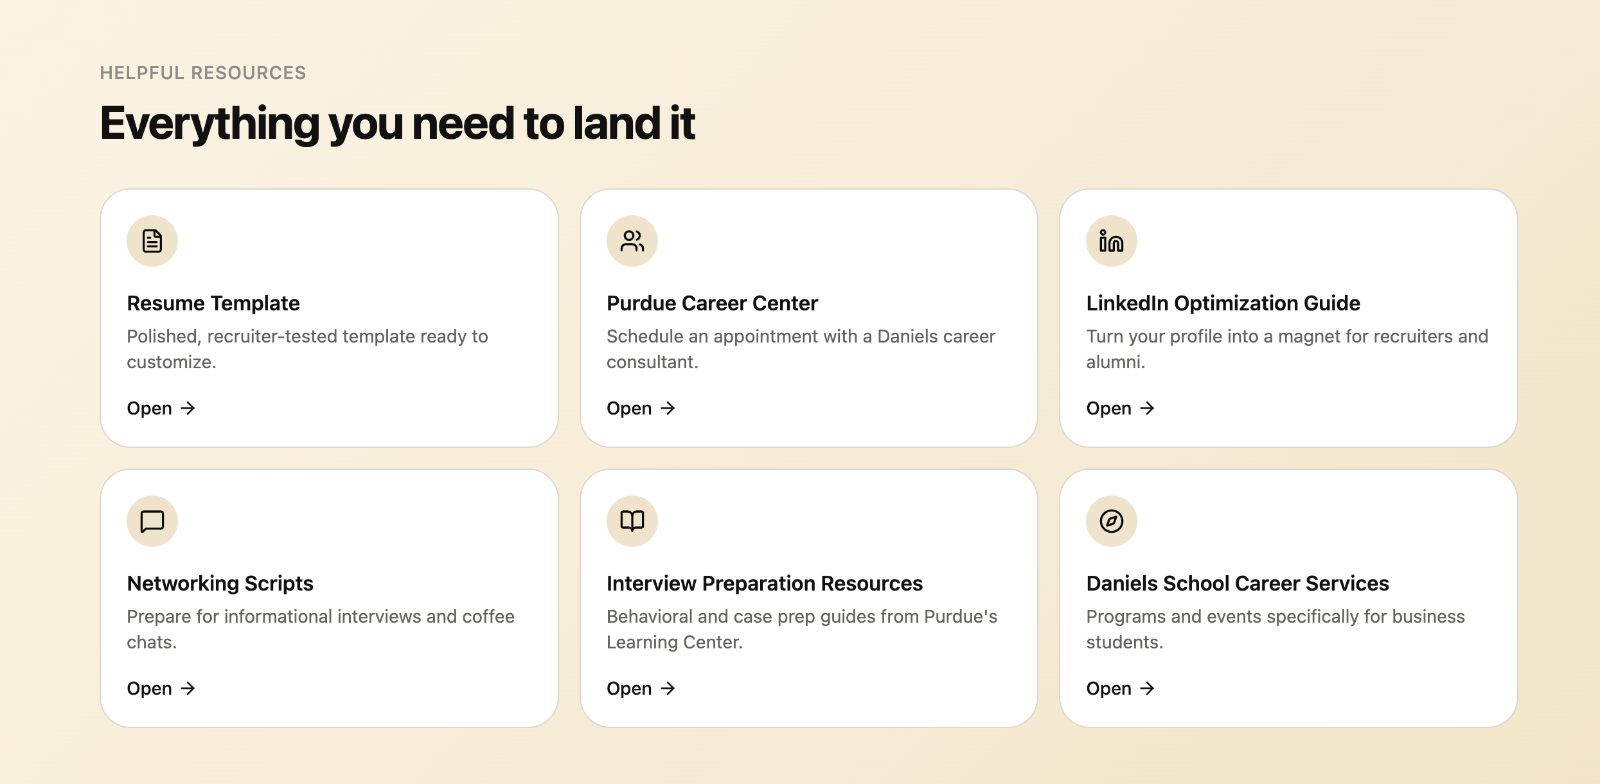 HELPFUL RESOURCES
Everything you need to land it
Resume Template
Polished, recruiter-tested template ready to
customize.
Open →
Purdue Career Center
Schedule an appointment with a Daniels career
consultant.
Open →
LinkedIn Optimization Guide
Turn your profile into a magnet for recruiters and
alumni.
Open →
Networking Scripts
Prepare for informational interviews and coffee
chats.
Open →
Interview Preparation Resources
Behavioral and case prep guides from Purdue's
Learning Center.
Open →
Daniels School Career Services
Programs and events specifically for business
students.
Open →